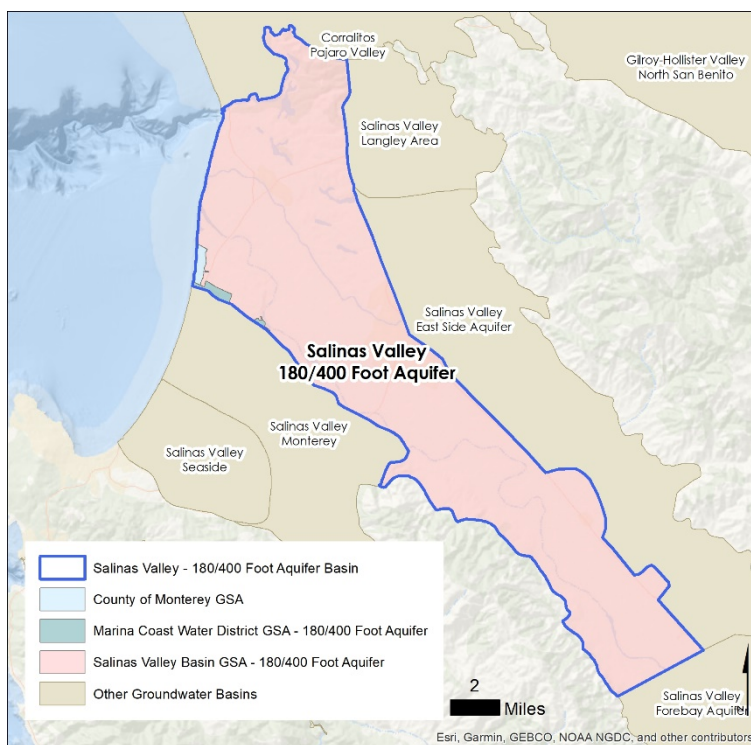 Corralitos
Pajaro Valley
Gilroy-Hollister Valley
North San Benito
Salinas Valley
Langley Area
Salinas Valley
East Side Aquifer
Salinas Valley
180/400 Foot Aquifer
Salinas Valley
Monterey
Salinas Valley
Seaside
Salinas Valley - 180/400 Foot Aquifer Basin
County of Monterey GSA
Marina Coast Water District GSA - 180/400 Foot Aquifer
Salinas Valley Basin GSA - 180/400 Foot Aquifer
Other Groundwater Basins
2
Miles
Salinas Valley
Forebay Aquifer
N
Esri, Garmin, GEBCO, NOAA NGDC, and other contributors